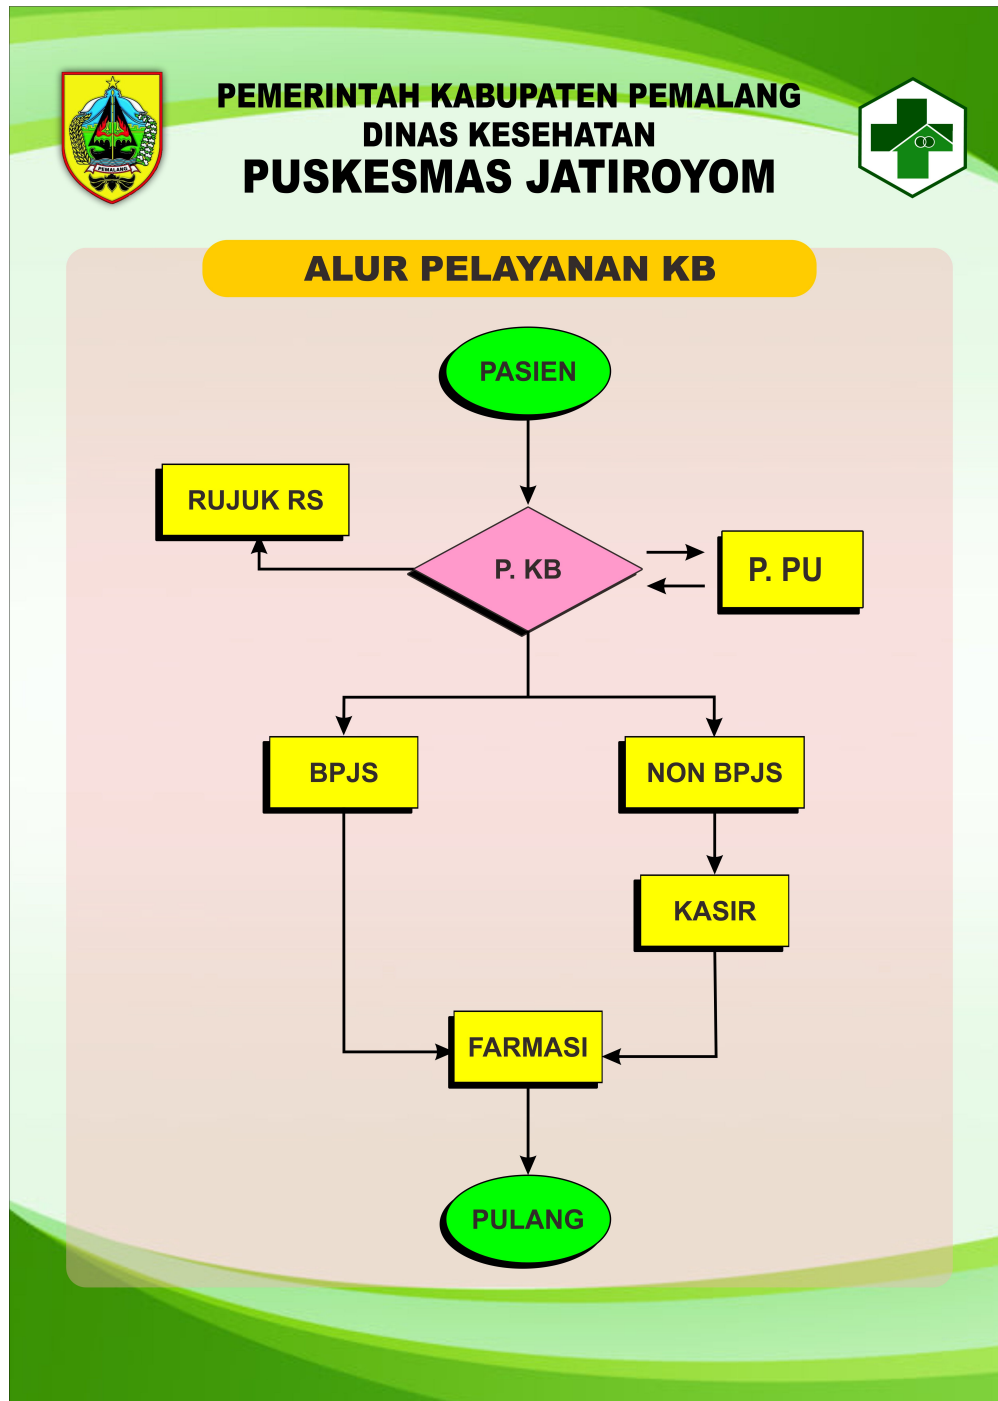 PEMERINTAH KABUPATEN PEMALANG
DINAS KESEHATAN
PUSKESMAS JATIROYOM
PEMALANG
ALUR PELAYANAN KB
PASIEN
RUJUK RS
P. KB
P. PU
BPJS
NON BPJS
KASIR
FARMASI
PULANG